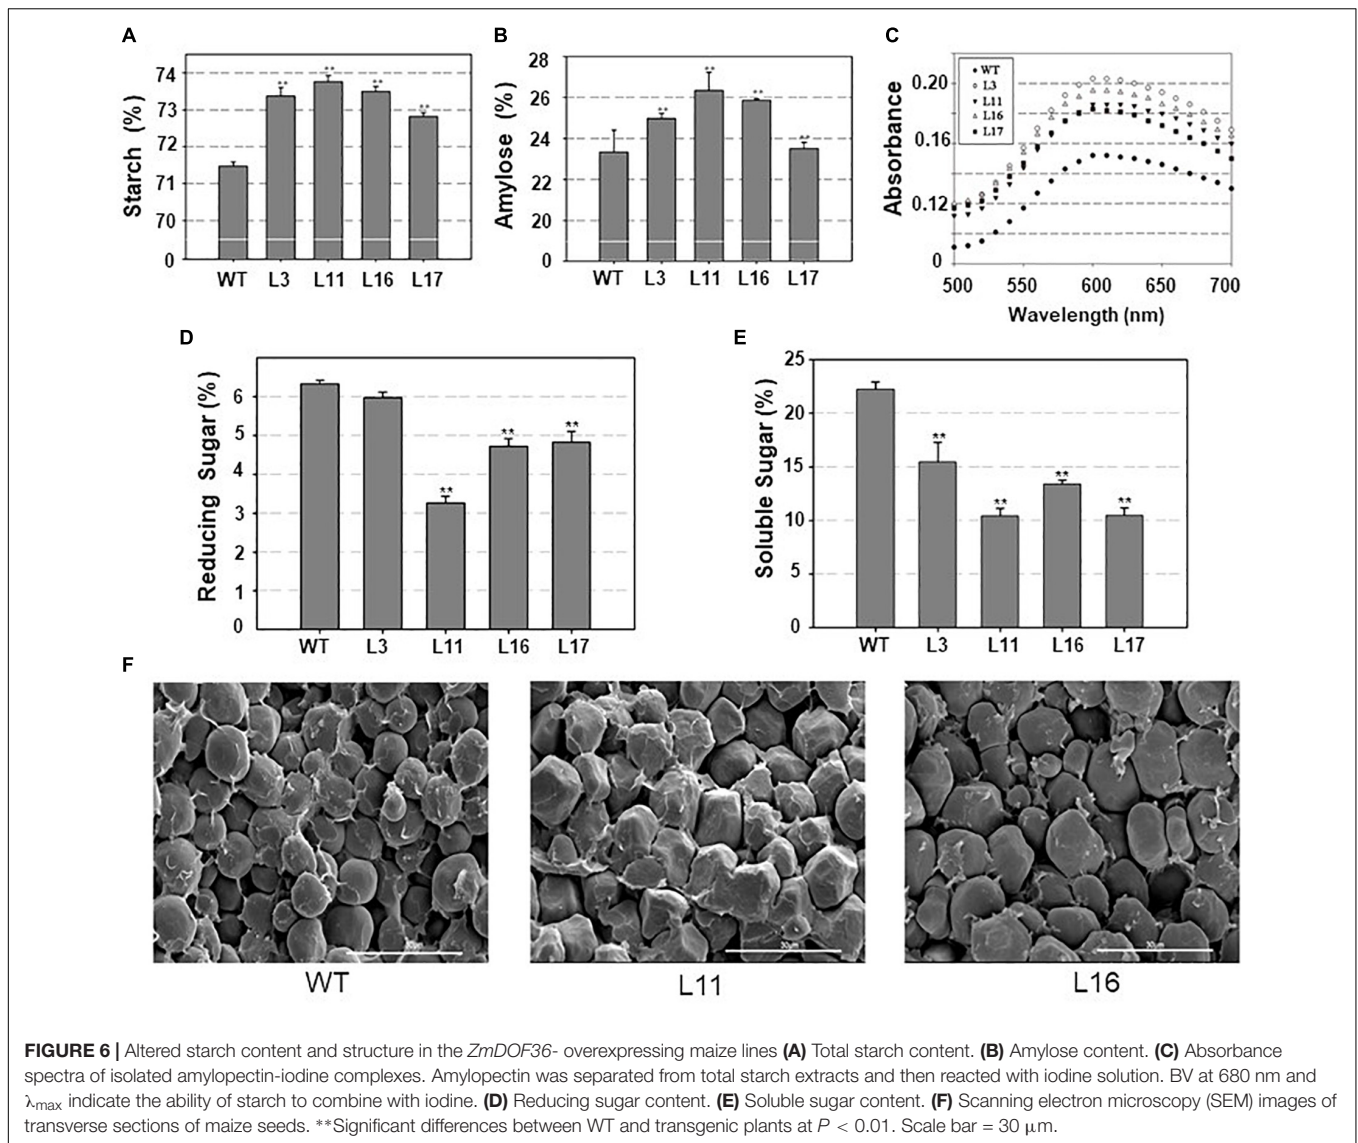 A
B
C
Starch (%)
74
73
72
71
70
0
**
**
**
**
WT
L3
L11
L16
L17
Amylose (%)
28
26
24
22
20
0
**
**
**
**
WT
L3
L11
L16
L17
Absorbance
0.20
0.16
0.12
0
WT
L3
L11
L16
L17
500
550
600
650
700
Wavelength (nm)
D
E
Reducing Sugar (%)
6
5
4
3
2
1
0
**
**
**
WT
L3
L11
L16
L17
Soluble Sugar (%)
25
20
15
10
5
0
**
**
**
**
WT
L3
L11
L16
L17
F
30µm
30µm
WT
L11
L16
FIGURE 6 | Altered starch content and structure in the ZmDOF36- overexpressing maize lines (A) Total starch content. (B) Amylose content. (C) Absorbance
spectra of isolated amylopectin-iodine complexes. Amylopectin was separated from total starch extracts and then reacted with iodine solution. BV at 680 nm and
λmax indicate the ability of starch to combine with iodine. (D) Reducing sugar content. (E) Soluble sugar content. (F) Scanning electron microscopy (SEM) images of
transverse sections of maize seeds. **Significant differences between WT and transgenic plants at P < 0.01. Scale bar = 30 μm.